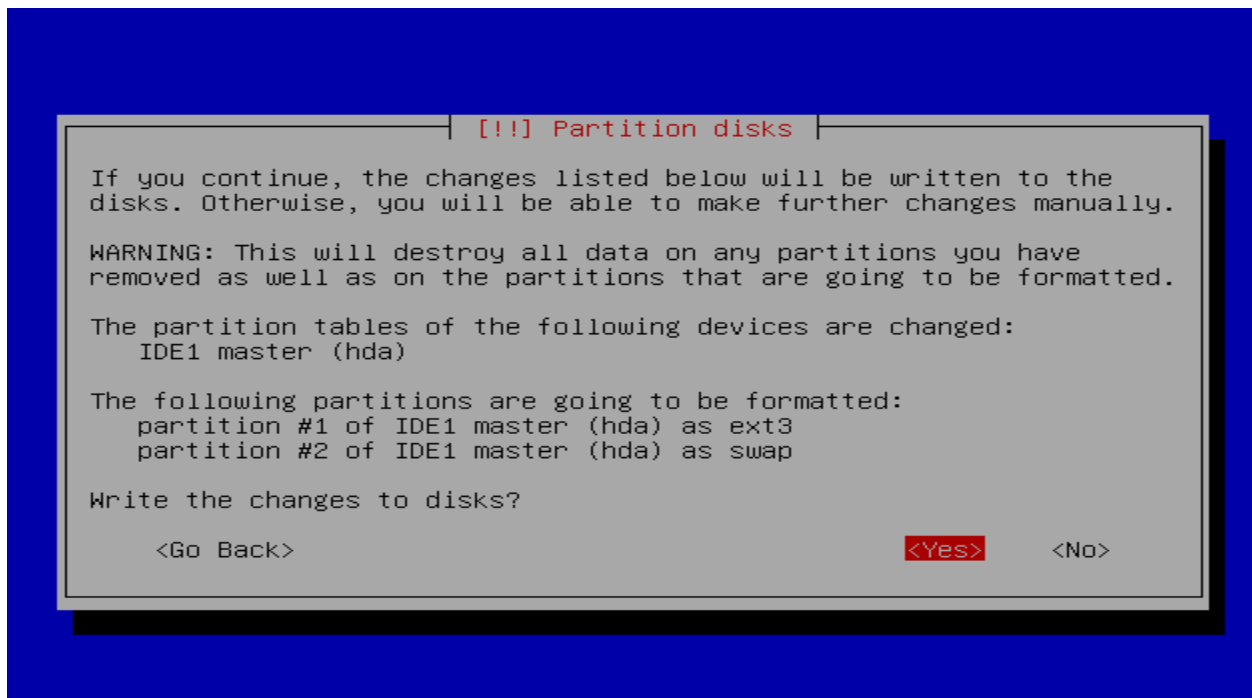 [!!] Partition disks
If you continue, the changes listed below will be written to the
disks. Otherwise, you will be able to make further changes manually.
WARNING: This will destroy all data on any partitions you have
removed as well as on the partitions that are going to be formatted.
The partition tables of the following devices are changed:
IDE1 master (hda)
The following partitions are going to be formatted:
partition #1 of IDE1 master (hda) as ext3
partition #2 of IDE1 master (hda) as swap
Write the changes to disks?
<Go Back> <Yes> <No>